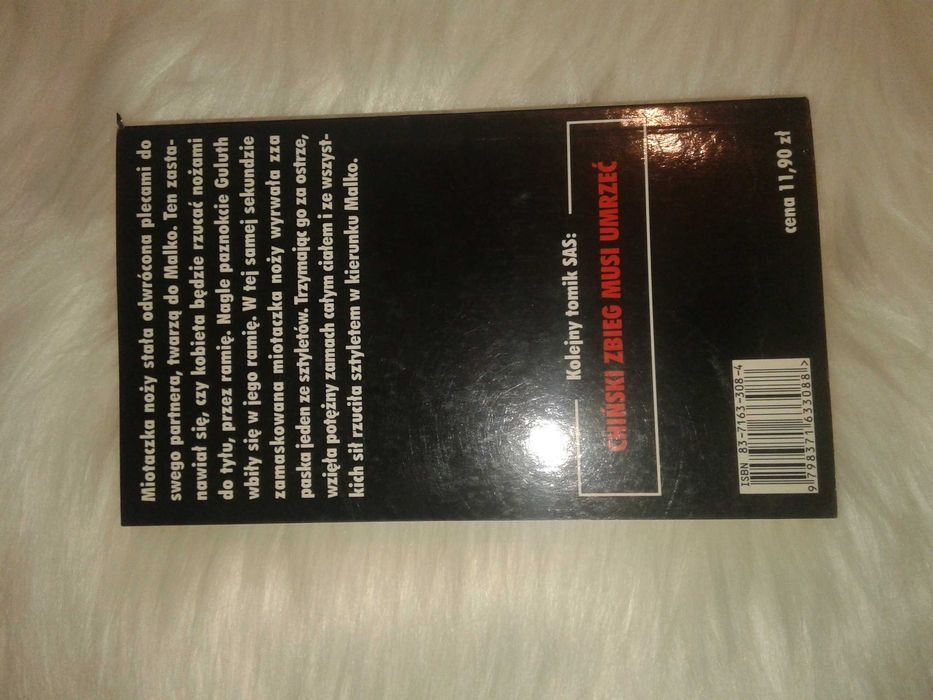 Miotaczka noży stała odwrócona plecami do
swego partnera, twarzą do Malko. Ten zasta-
nawiał się, czy kobieta będzie rzucać nożami
do tyłu, przez ramię. Nagle paznokcie Guluth
wbiły się w jego ramię. W tej samej sekundzie
zamaskowana miotaczka noży wyrwała zza
paska jeden ze sztyletów. Trzymając go za ostrze,
wzięła potężny zamach całym ciałem i ze wszyst-
kich sił rzuciła sztyletem w kierunku Malko.
Kolejny tomik SAS:
CHIŃSKI ZBIEG MUSI UMRZEĆ
ISBN 83-7163-308-4
9 788371 633088 >
cena 11,90 zł